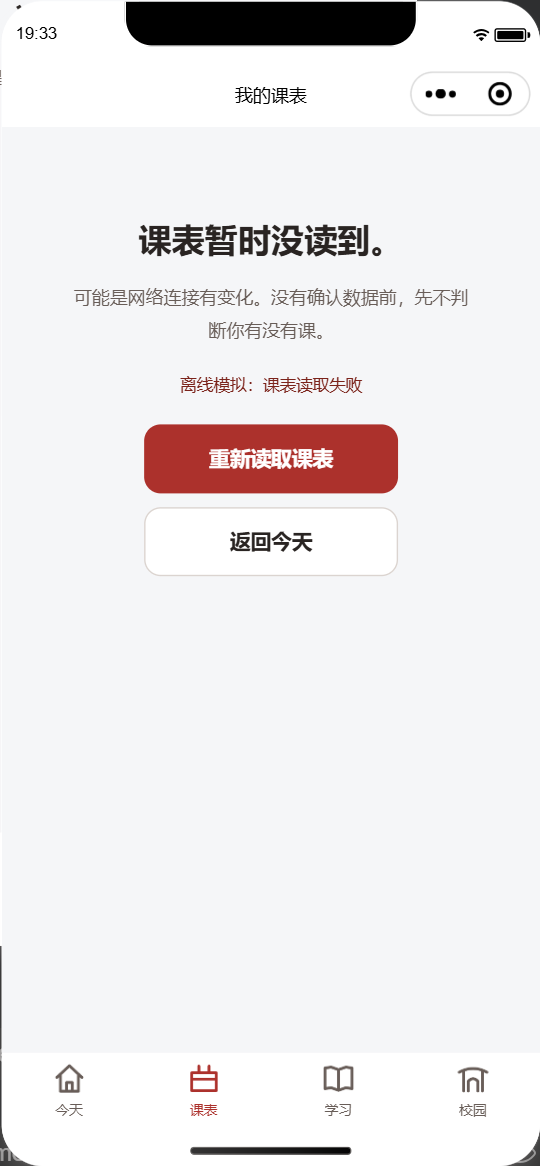 19:33
我的课表
课表暂时没读到。
可能是网络连接有变化。没有确认数据前，先不判
断你有没有课。
离线模拟：课表读取失败
重新读取课表
返回今天
今天
课表
学习
校园